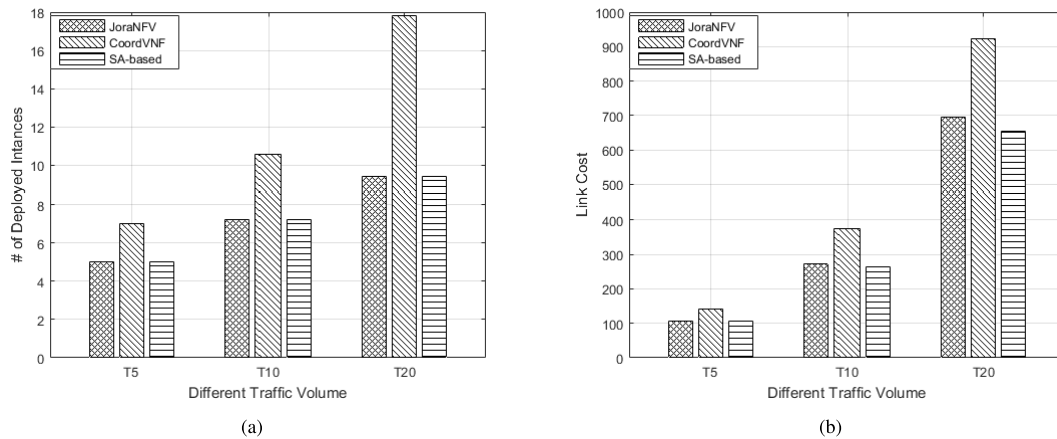 18
16
14
12
10
8
6
4
2
0
# of Deployed Intances
JoraNFV
CoordVNF
SA-based
T5
T10
T20
Different Traffic Volume
(a)
1000
900
800
700
600
500
400
300
200
100
0
Link Cost
JoraNFV
CoordVNF
SA-based
T5
T10
T20
Different Traffic Volume
(b)